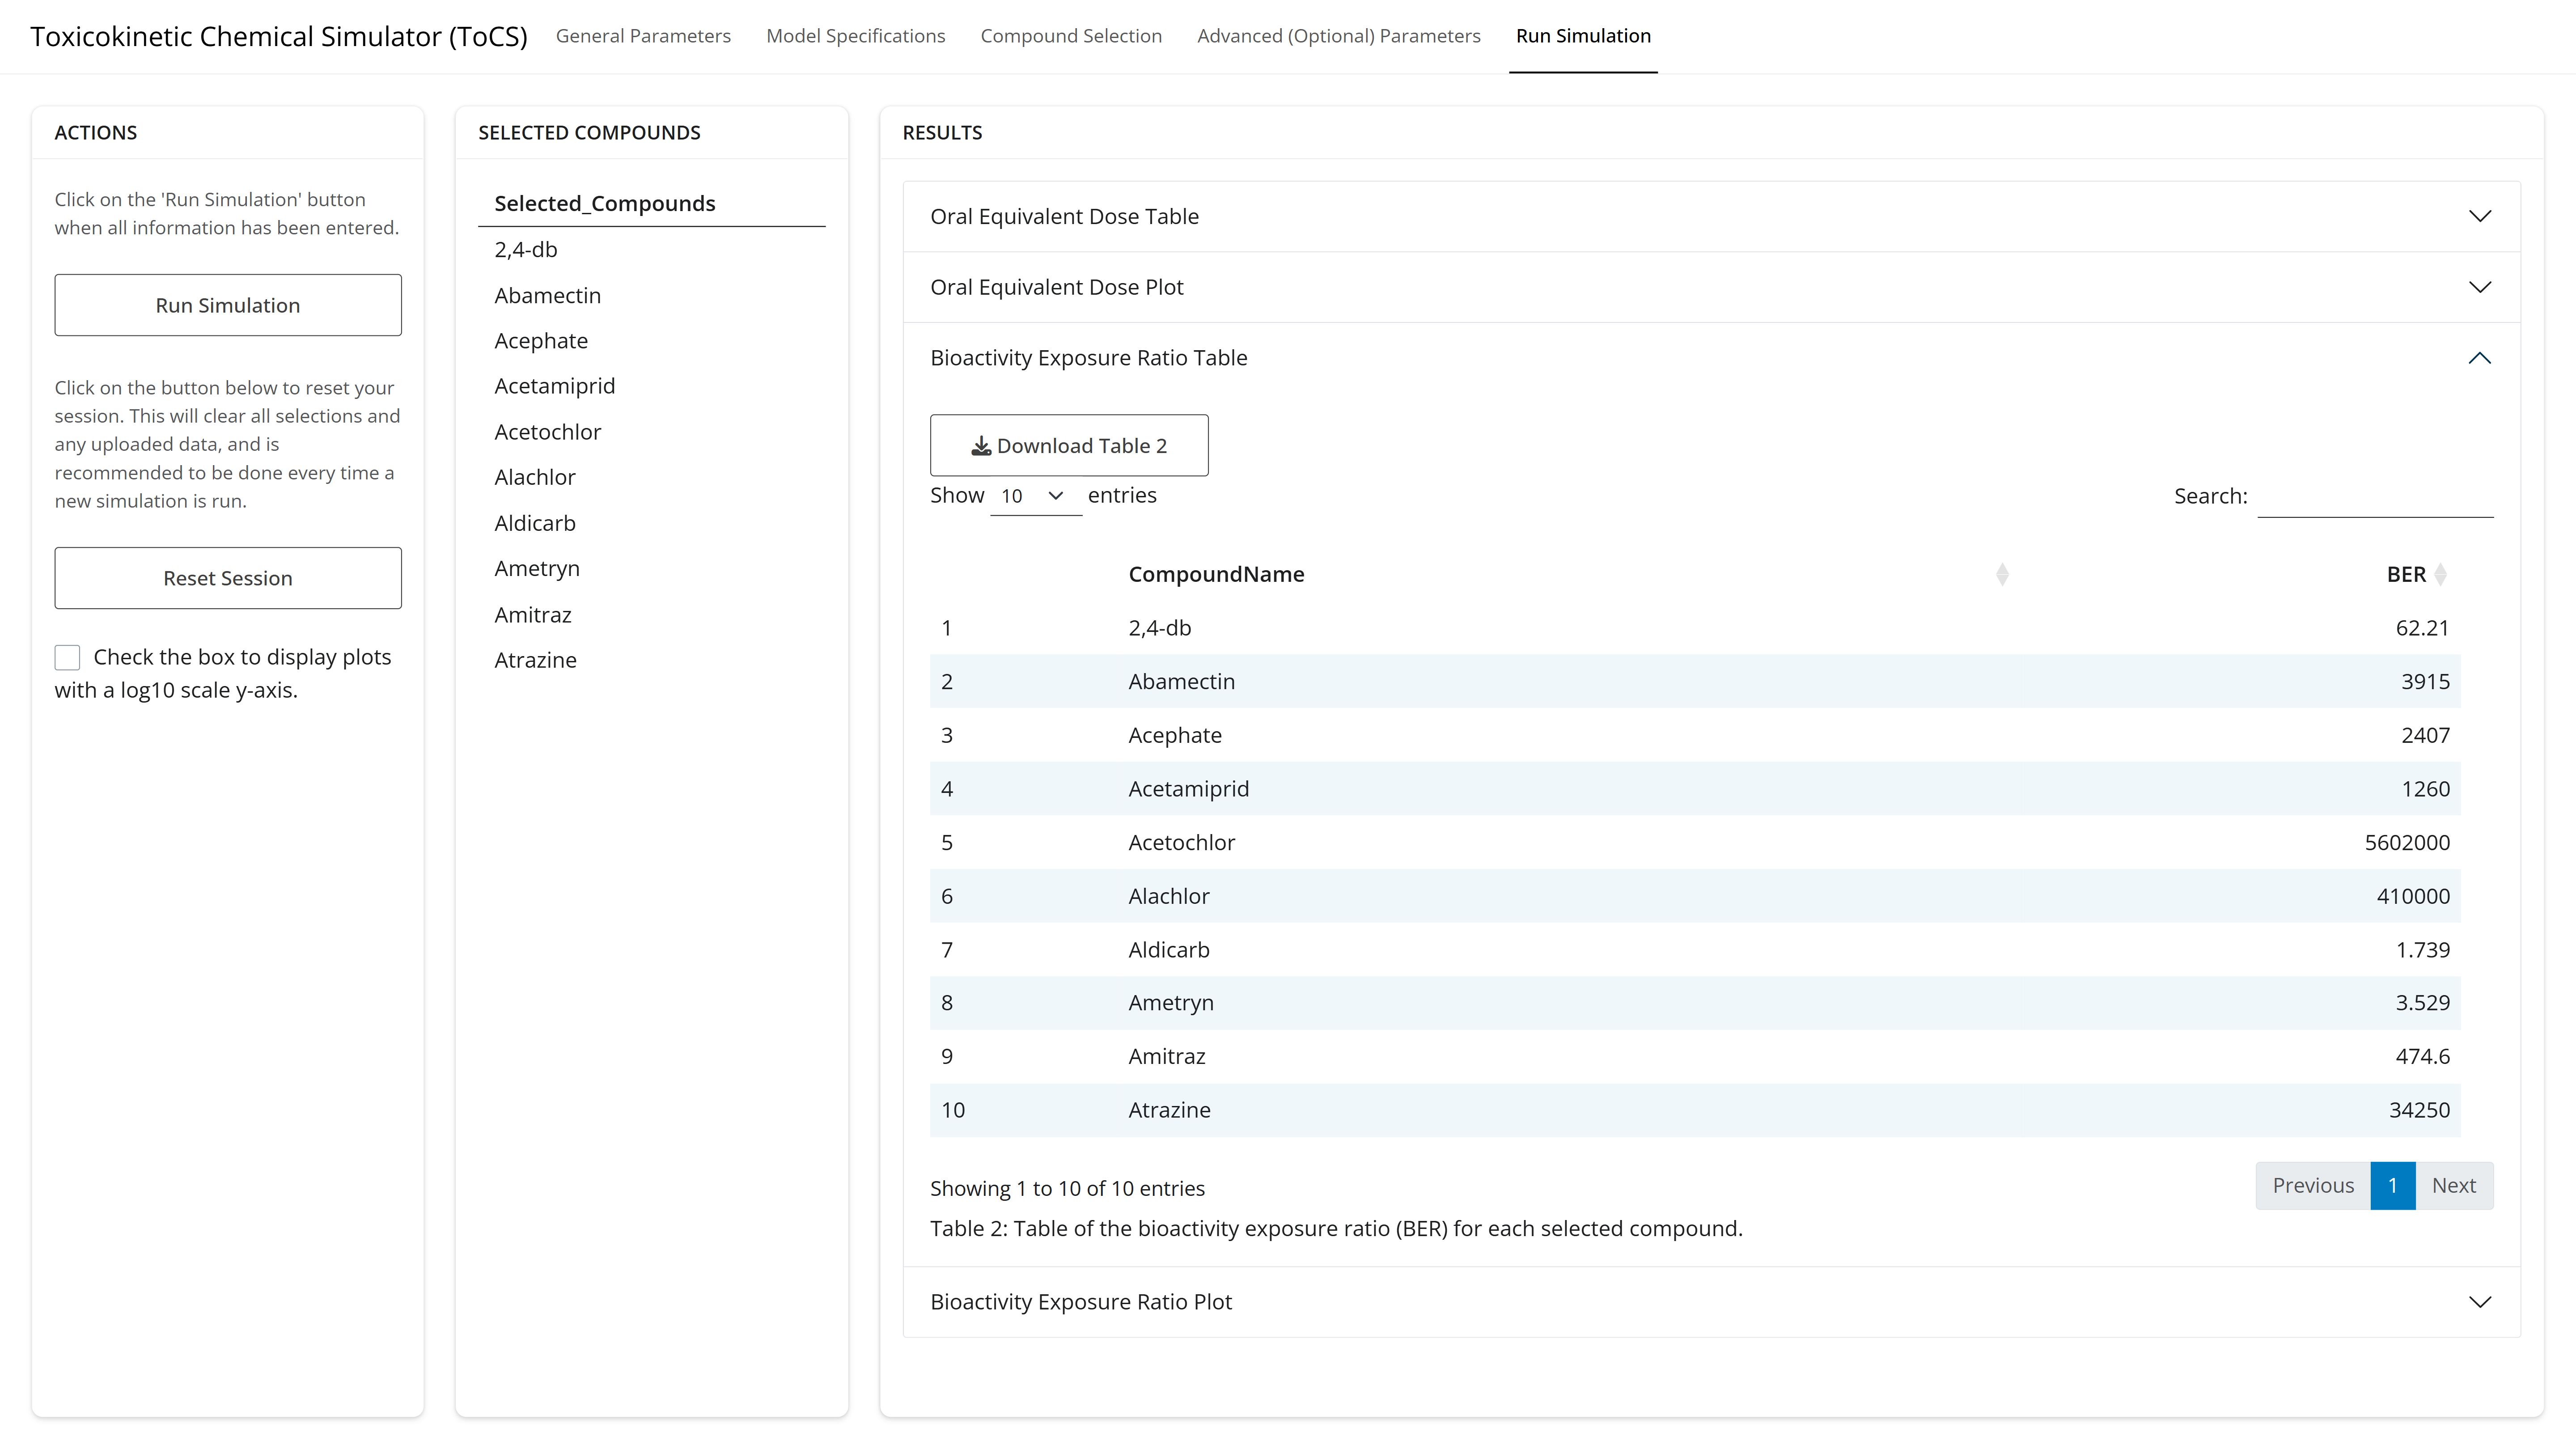 Toxicokinetic Chemical Simulator (ToCS) General Parameters Model Specifications Compound Selection Advanced (Optional) Parameters Run Simulation
ACTIONS
Click on the 'Run Simulation' button
when all information has been entered.
Run Simulation
Click on the button below to reset your
session. This will clear all selections and
any uploaded data, and is
recommended to be done every time a
new simulation is run.
Reset Session
Check the box to display plots
with a log10 scale y-axis.
SELECTED COMPOUNDS
Selected_Compounds
2,4-db
Abamectin
Acephate
Acetamiprid
Acetochlor
Alachlor
Aldicarb
Ametryn
Amitraz
Atrazine
RESULTS
Oral Equivalent Dose Table
Oral Equivalent Dose Plot
Bioactivity Exposure Ratio Table
Download Table 2
Show 10 entries Search:
CompoundName BER
1 2,4-db 62.21
2 Abamectin 3915
3 Acephate 2407
4 Acetamiprid 1260
5 Acetochlor 5602000
6 Alachlor 410000
7 Aldicarb 1.739
8 Ametryn 3.529
9 Amitraz 474.6
10 Atrazine 34250
Showing 1 to 10 of 10 entries Previous 1 Next
Table 2: Table of the bioactivity exposure ratio (BER) for each selected compound.
Bioactivity Exposure Ratio Plot